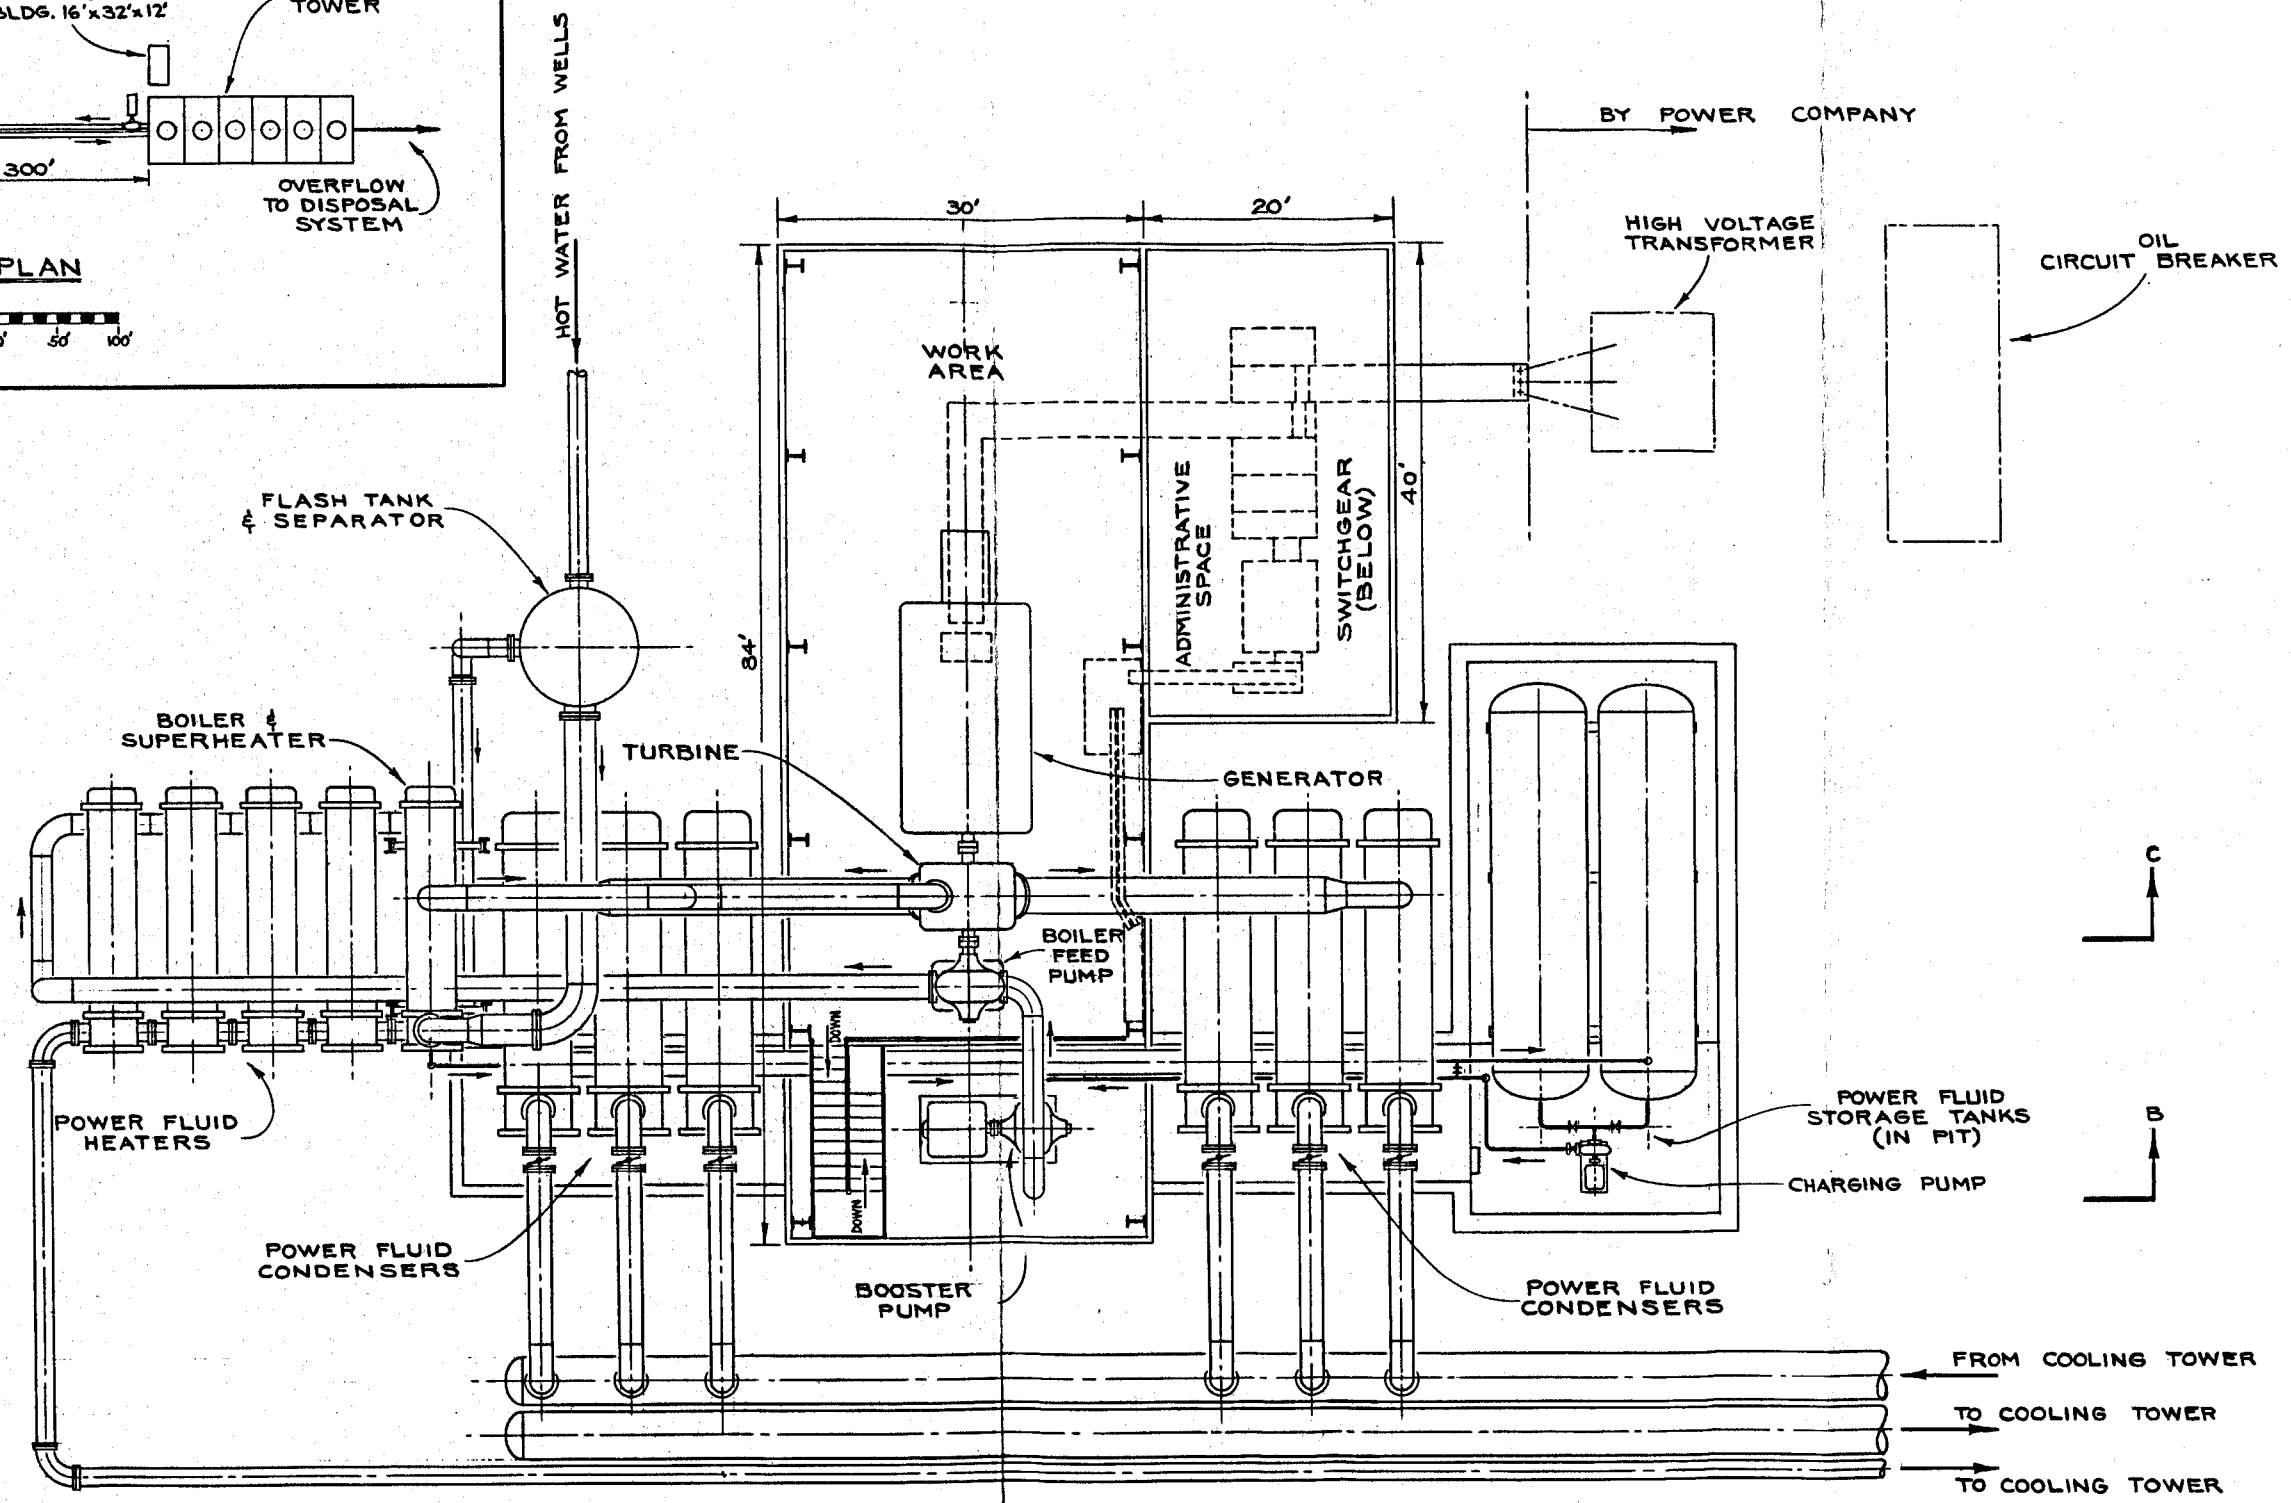 BLDG. 16'x32'x12'
TOWER
300'
OVERFLOW
TO DISPOSAL
SYSTEM
PLAN
50'
100'
HOT WATER FROM WELLS
BY POWER COMPANY
30'
20'
HIGH VOLTAGE
TRANSFORMER
OIL
CIRCUIT BREAKER
WORK
AREA
FLASH TANK
& SEPARATOR
ADMINISTRATIVE
SPACE
SWITCHGEAR
(BELOW)
40'
84'
BOILER &
SUPERHEATER
TURBINE
GENERATOR
C
BOILER
FEED
PUMP
DOWN
DOWN
POWER FLUID
HEATERS
POWER FLUID
STORAGE TANKS
(IN PIT)
B
CHARGING PUMP
POWER FLUID
CONDENSERS
BOOSTER
PUMP
POWER FLUID
CONDENSERS
FROM COOLING TOWER
TO COOLING TOWER
TO COOLING TOWER